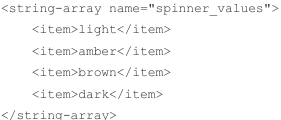 <string-array name="spinner_values">
    <item>light</item>
    <item>amber</item>
    <item>brown</item>
    <item>dark</item>
</string-array>